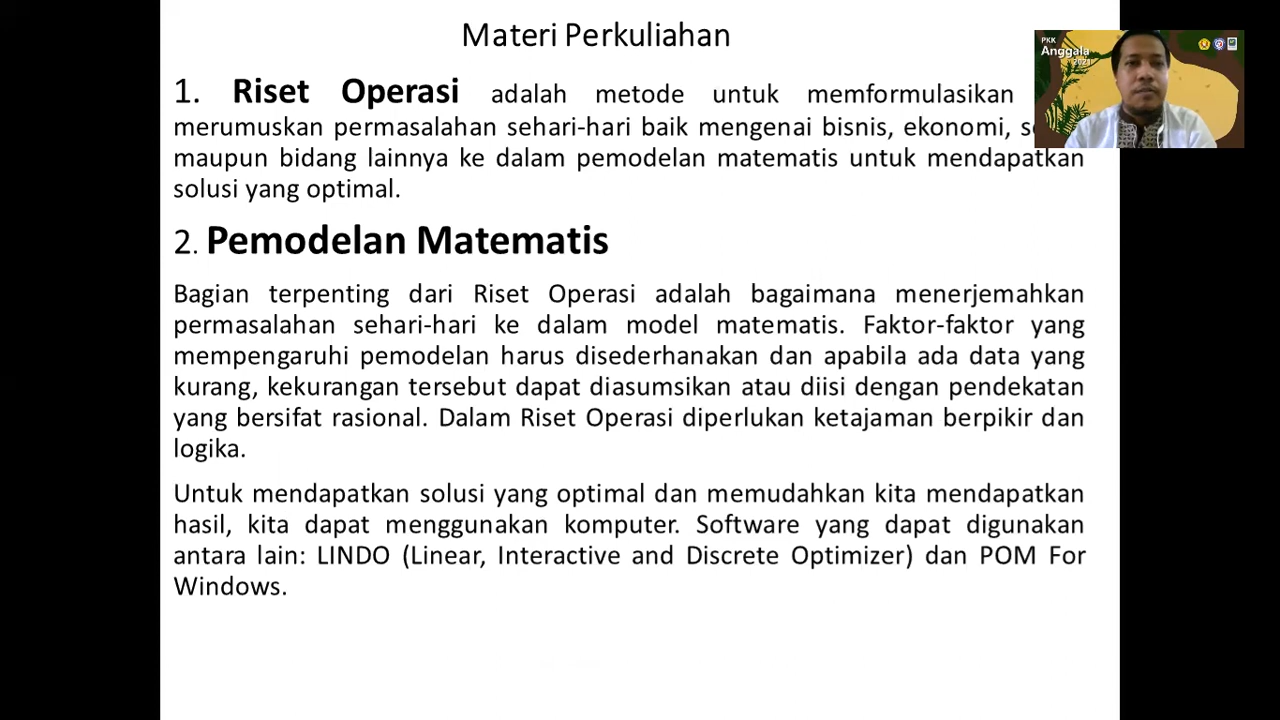 Materi Perkuliahan
PKK
Anggala
2021
1. Riset Operasi adalah metode untuk memformulasikan
merumuskan permasalahan sehari-hari baik mengenai bisnis, ekonomi,
maupun bidang lainnya ke dalam pemodelan matematis untuk mendapatkan
solusi yang optimal.
2. Pemodelan Matematis
Bagian terpenting dari Riset Operasi adalah bagaimana menerjemahkan
permasalahan sehari-hari ke dalam model matematis. Faktor-faktor yang
mempengaruhi pemodelan harus disederhanakan dan apabila ada data yang
kurang, kekurangan tersebut dapat diasumsikan atau diisi dengan pendekatan
yang bersifat rasional. Dalam Riset Operasi diperlukan ketajaman berpikir dan
logika.
Untuk mendapatkan solusi yang optimal dan memudahkan kita mendapatkan
hasil, kita dapat menggunakan komputer. Software yang dapat digunakan
antara lain: LINDO (Linear, Interactive and Discrete Optimizer) dan POM For
Windows.